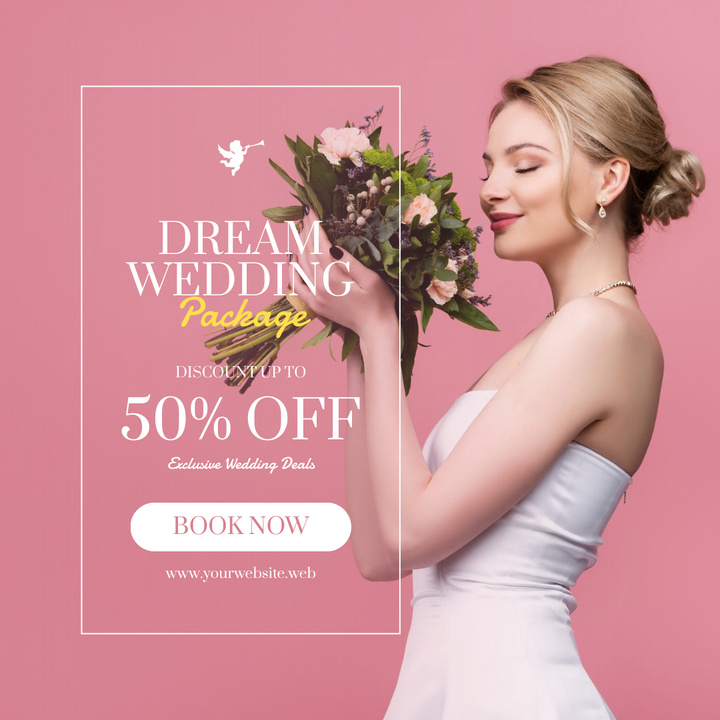 DREAM
WEDDING
Package
DISCOUNT UP TO
50% OFF
Exclusive Wedding Deals
BOOK NOW
www.yourwebsite.web